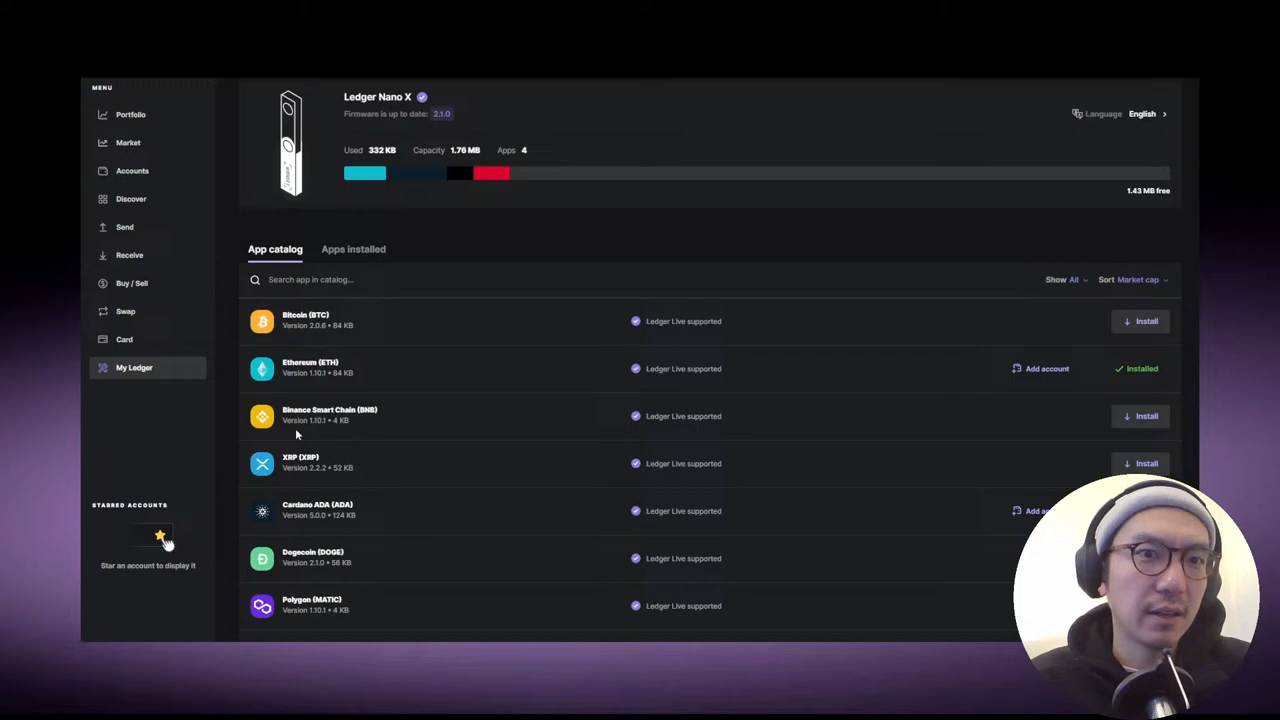 MENU
Portfolio
Market
Accounts
Discover
Send
Receive
Buy / Sell
Swap
Card
My Ledger
STARRED ACCOUNTS
Star an account to display it
Ledger Nano X
Firmware is up to date: 2.1.0
Language English
Used 332 KB Capacity 1.76 MB Apps 4
1.43 MB free
App catalog Apps installed
Search app in catalog...
Show All Sort Market cap
Bitcoin (BTC)
Version 2.0.6 • 84 KB
Ledger Live supported
Install
Ethereum (ETH)
Version 1.10.1 • 84 KB
Ledger Live supported
Add account
Installed
Binance Smart Chain (BNB)
Version 1.10.1 • 4 KB
Ledger Live supported
Install
XRP (XRP)
Version 2.2.2 • 52 KB
Ledger Live supported
Install
Cardano ADA (ADA)
Version 5.0.0 • 124 KB
Ledger Live supported
Add
Dogecoin (DOGE)
Version 2.1.0 • 56 KB
Ledger Live supported
Polygon (MATIC)
Version 1.10.1 • 4 KB
Ledger Live supported